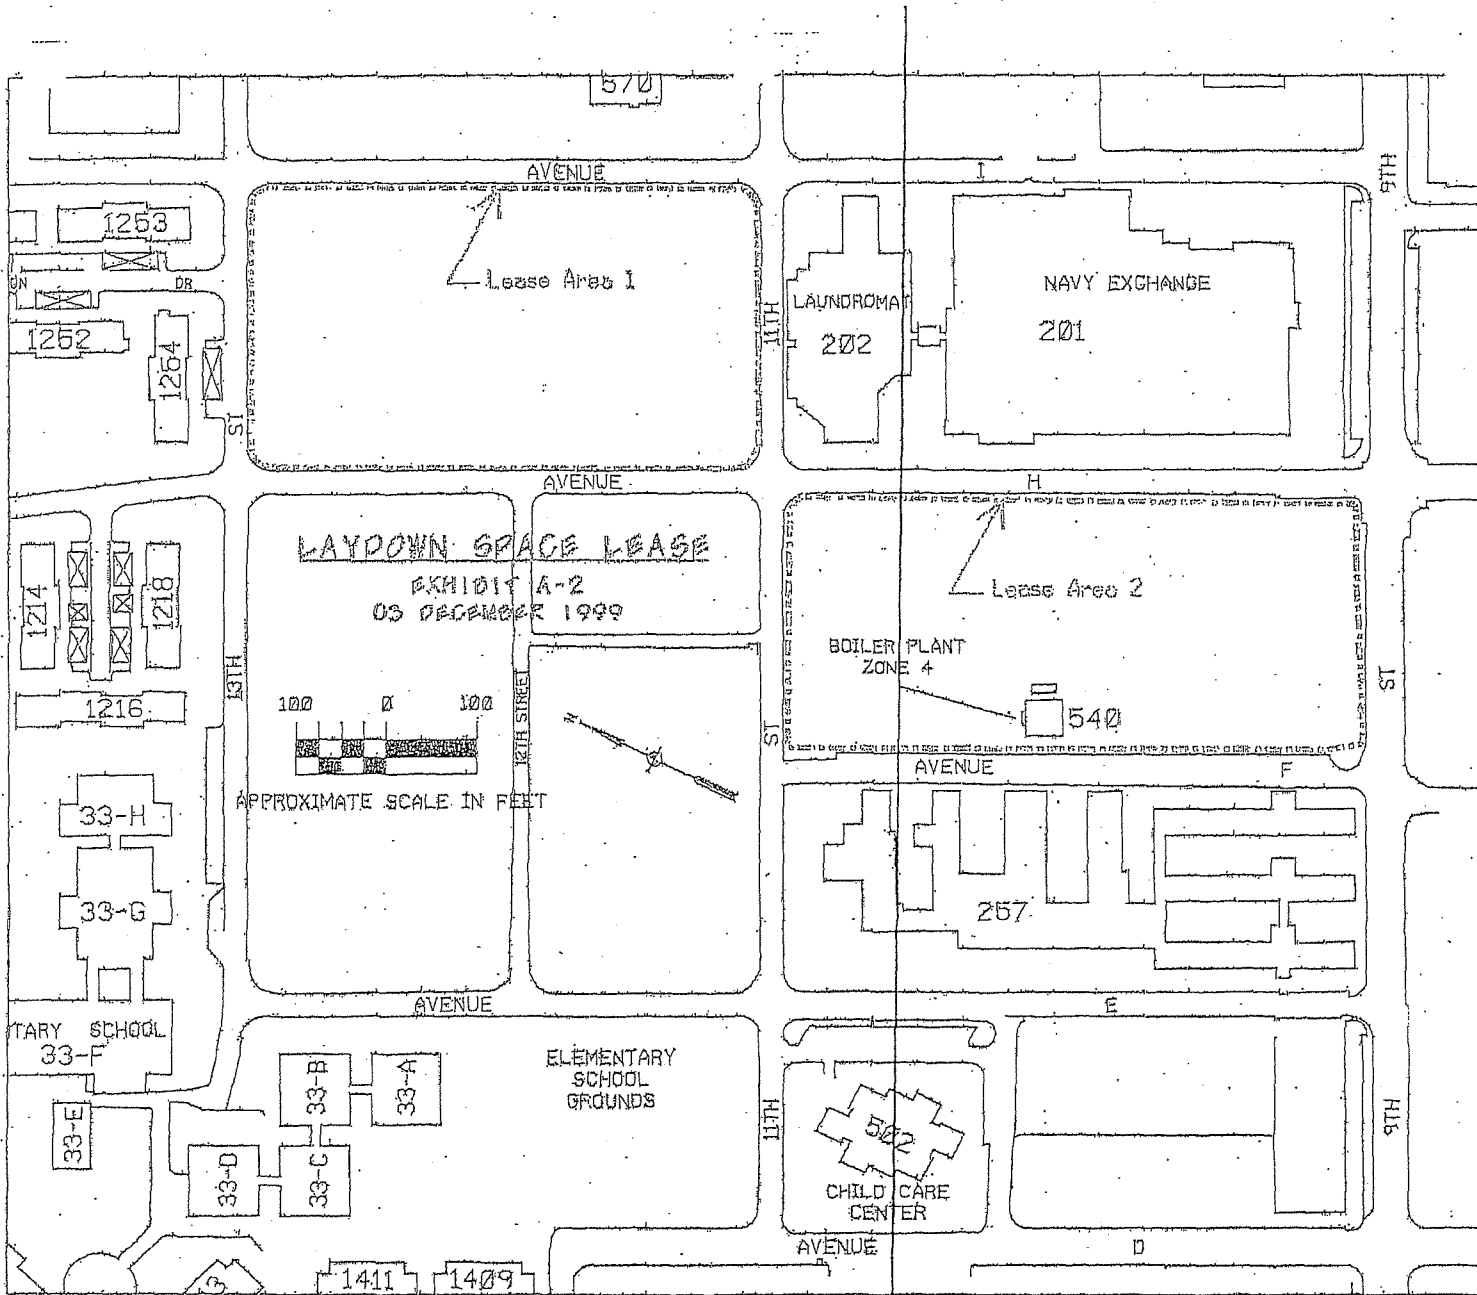 570
AVENUE
I
9TH
1253
DR
Lease Area 1
NAVY EXCHANGE
LAUNDROMAT
11TH
201
202
1252
1254
ST
AVENUE
H
LAYDOWN SPACE LEASE
EXHIBIT A-2
03 DECEMBER 1999
Lease Area 2
1214
1218
BOILER PLANT
ZONE 4
13TH
12TH STREET
ST
1216
100 0 100
540
ST
N
AVENUE
F
APPROXIMATE SCALE IN FEET
33-H
33-G
257
AVENUE
E
TARY SCHOOL
33-F
ELEMENTARY
SCHOOL
GROUNDS
33-B
33-A
33-E
11TH
9TH
502
33-D
33-C
CHILD CARE
CENTER
AVENUE
D
3
1411
1409